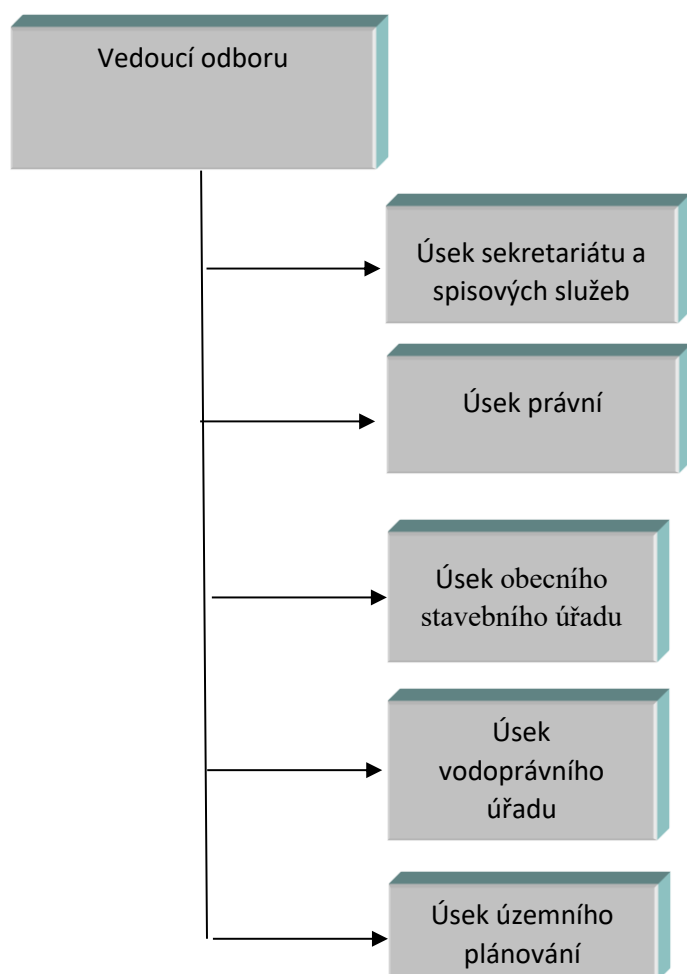 Vedoucí odboru
Úsek sekretariátu a
spisových služeb
Úsek právní
Úsek obecního
stavebního úřadu
Úsek
vodoprávního
úřadu
Úsek územního
plánování